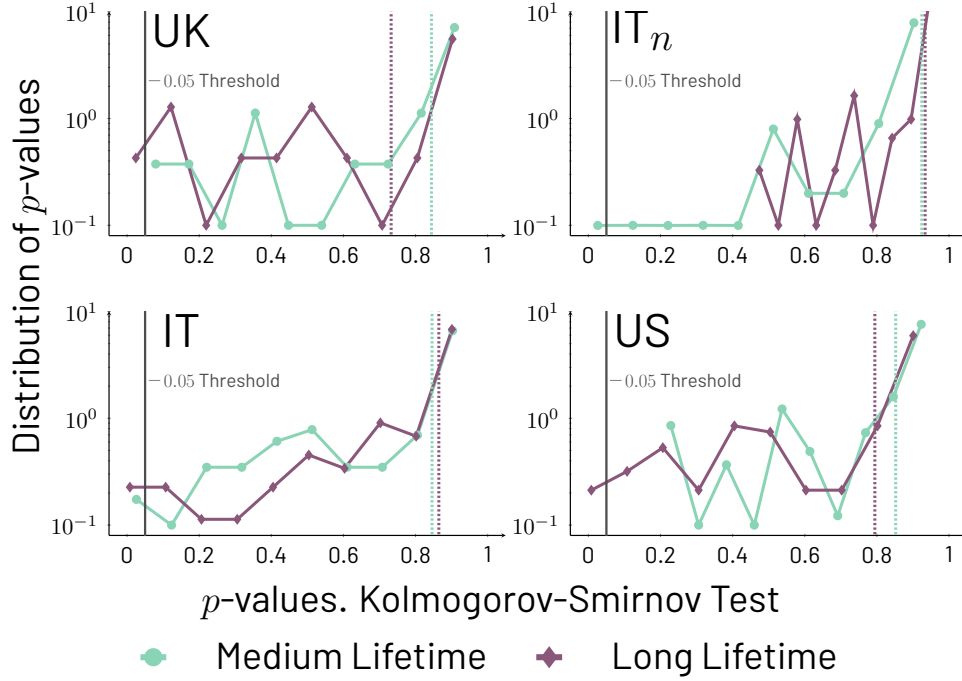 UK
10^1
10^0
10^{-1}
-0.05 Threshold
0 0.2 0.4 0.6 0.8 1
IT_n
10^1
10^0
10^{-1}
-0.05 Threshold
0 0.2 0.4 0.6 0.8 1
Distribution of p-values
IT
10^1
10^0
10^{-1}
-0.05 Threshold
0 0.2 0.4 0.6 0.8 1
US
10^1
10^0
10^{-1}
-0.05 Threshold
0 0.2 0.4 0.6 0.8 1
p-values. Kolmogorov-Smirnov Test
Medium Lifetime Long Lifetime